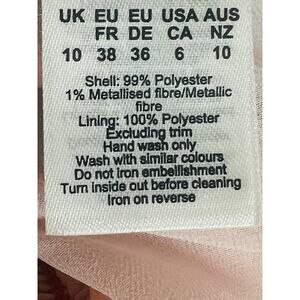 UK EU EU USA AUS
FR DE CA NZ
10 38 36 6 10
Shell: 99% Polyester
1% Metallised fibre/Metallic
fibre
Lining: 100% Polyester
Excluding trim
Hand wash only
Wash with similar colours
Do not iron embellishment
Turn inside out before cleaning
Iron on reverse